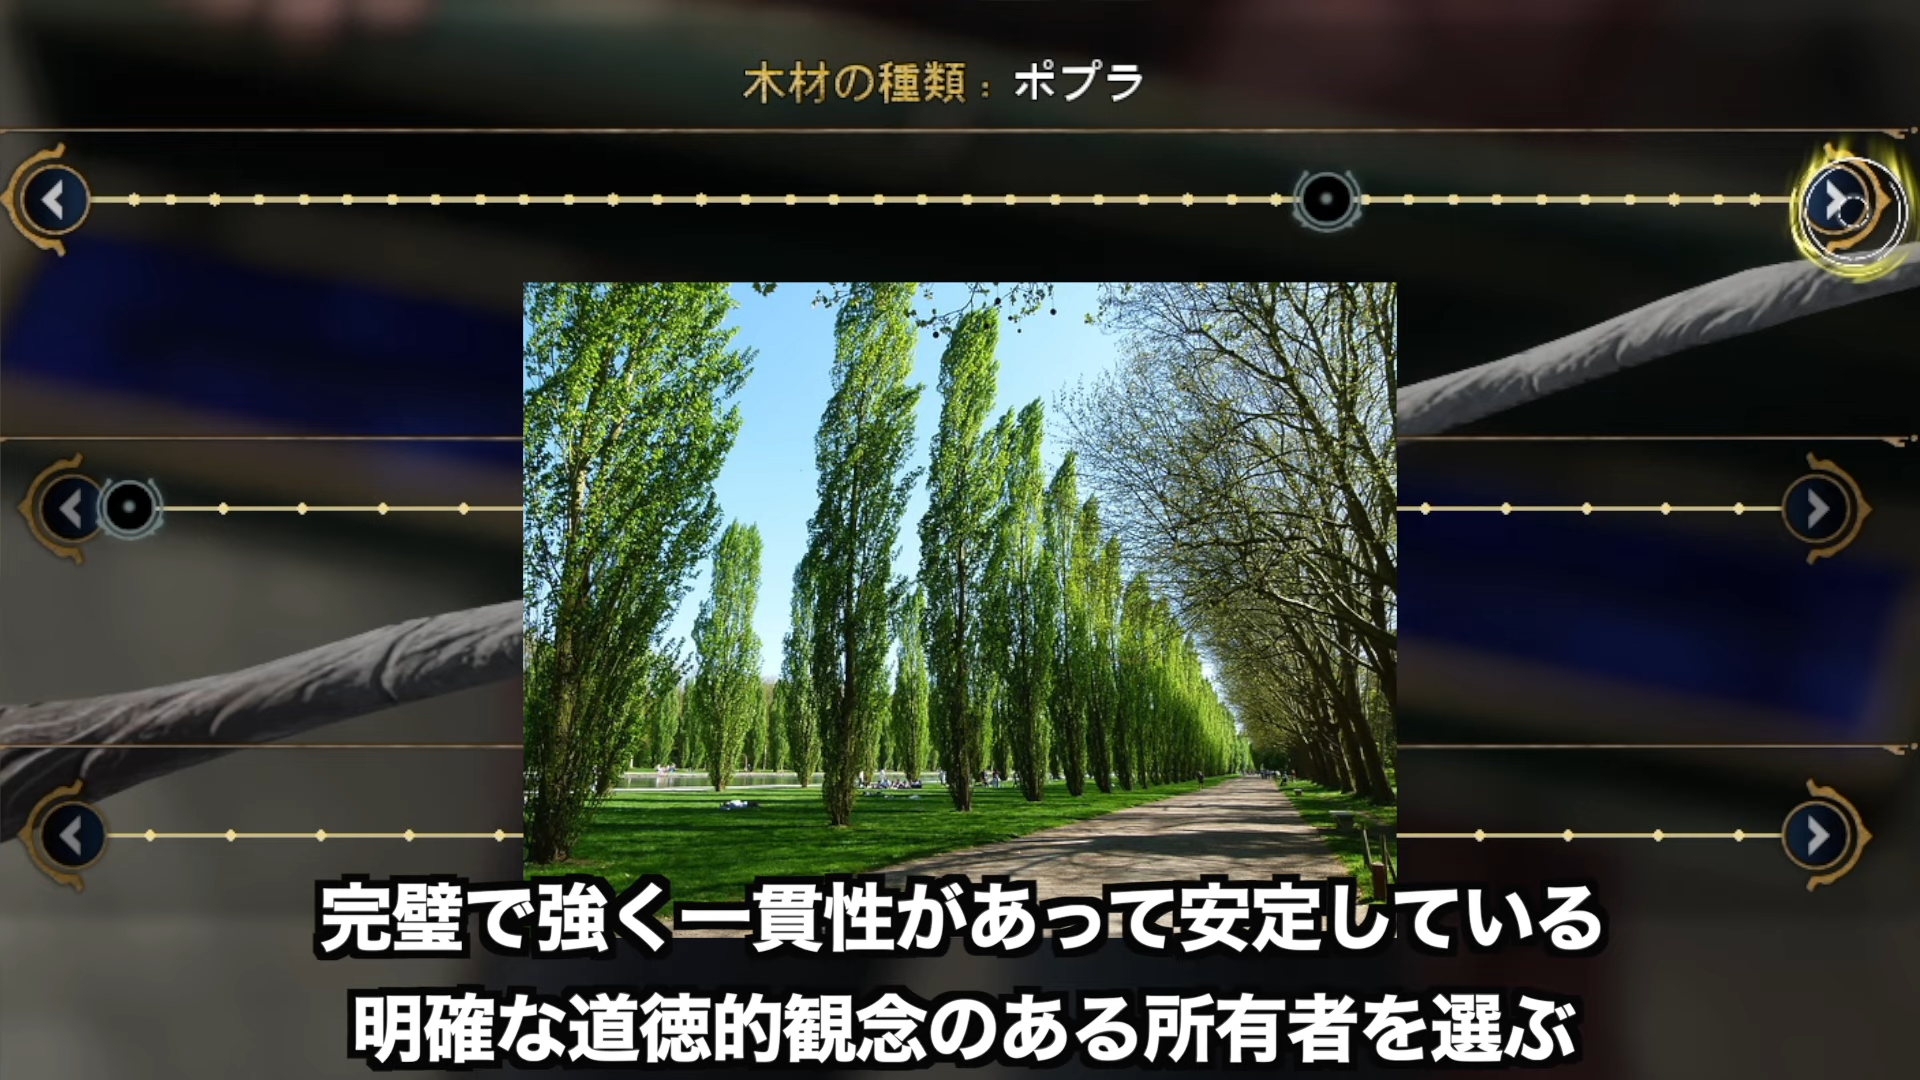 木材の種類：ポプラ
完璧で強く一貫性があって安定している
明確な道徳的観念のある所有者を選ぶ